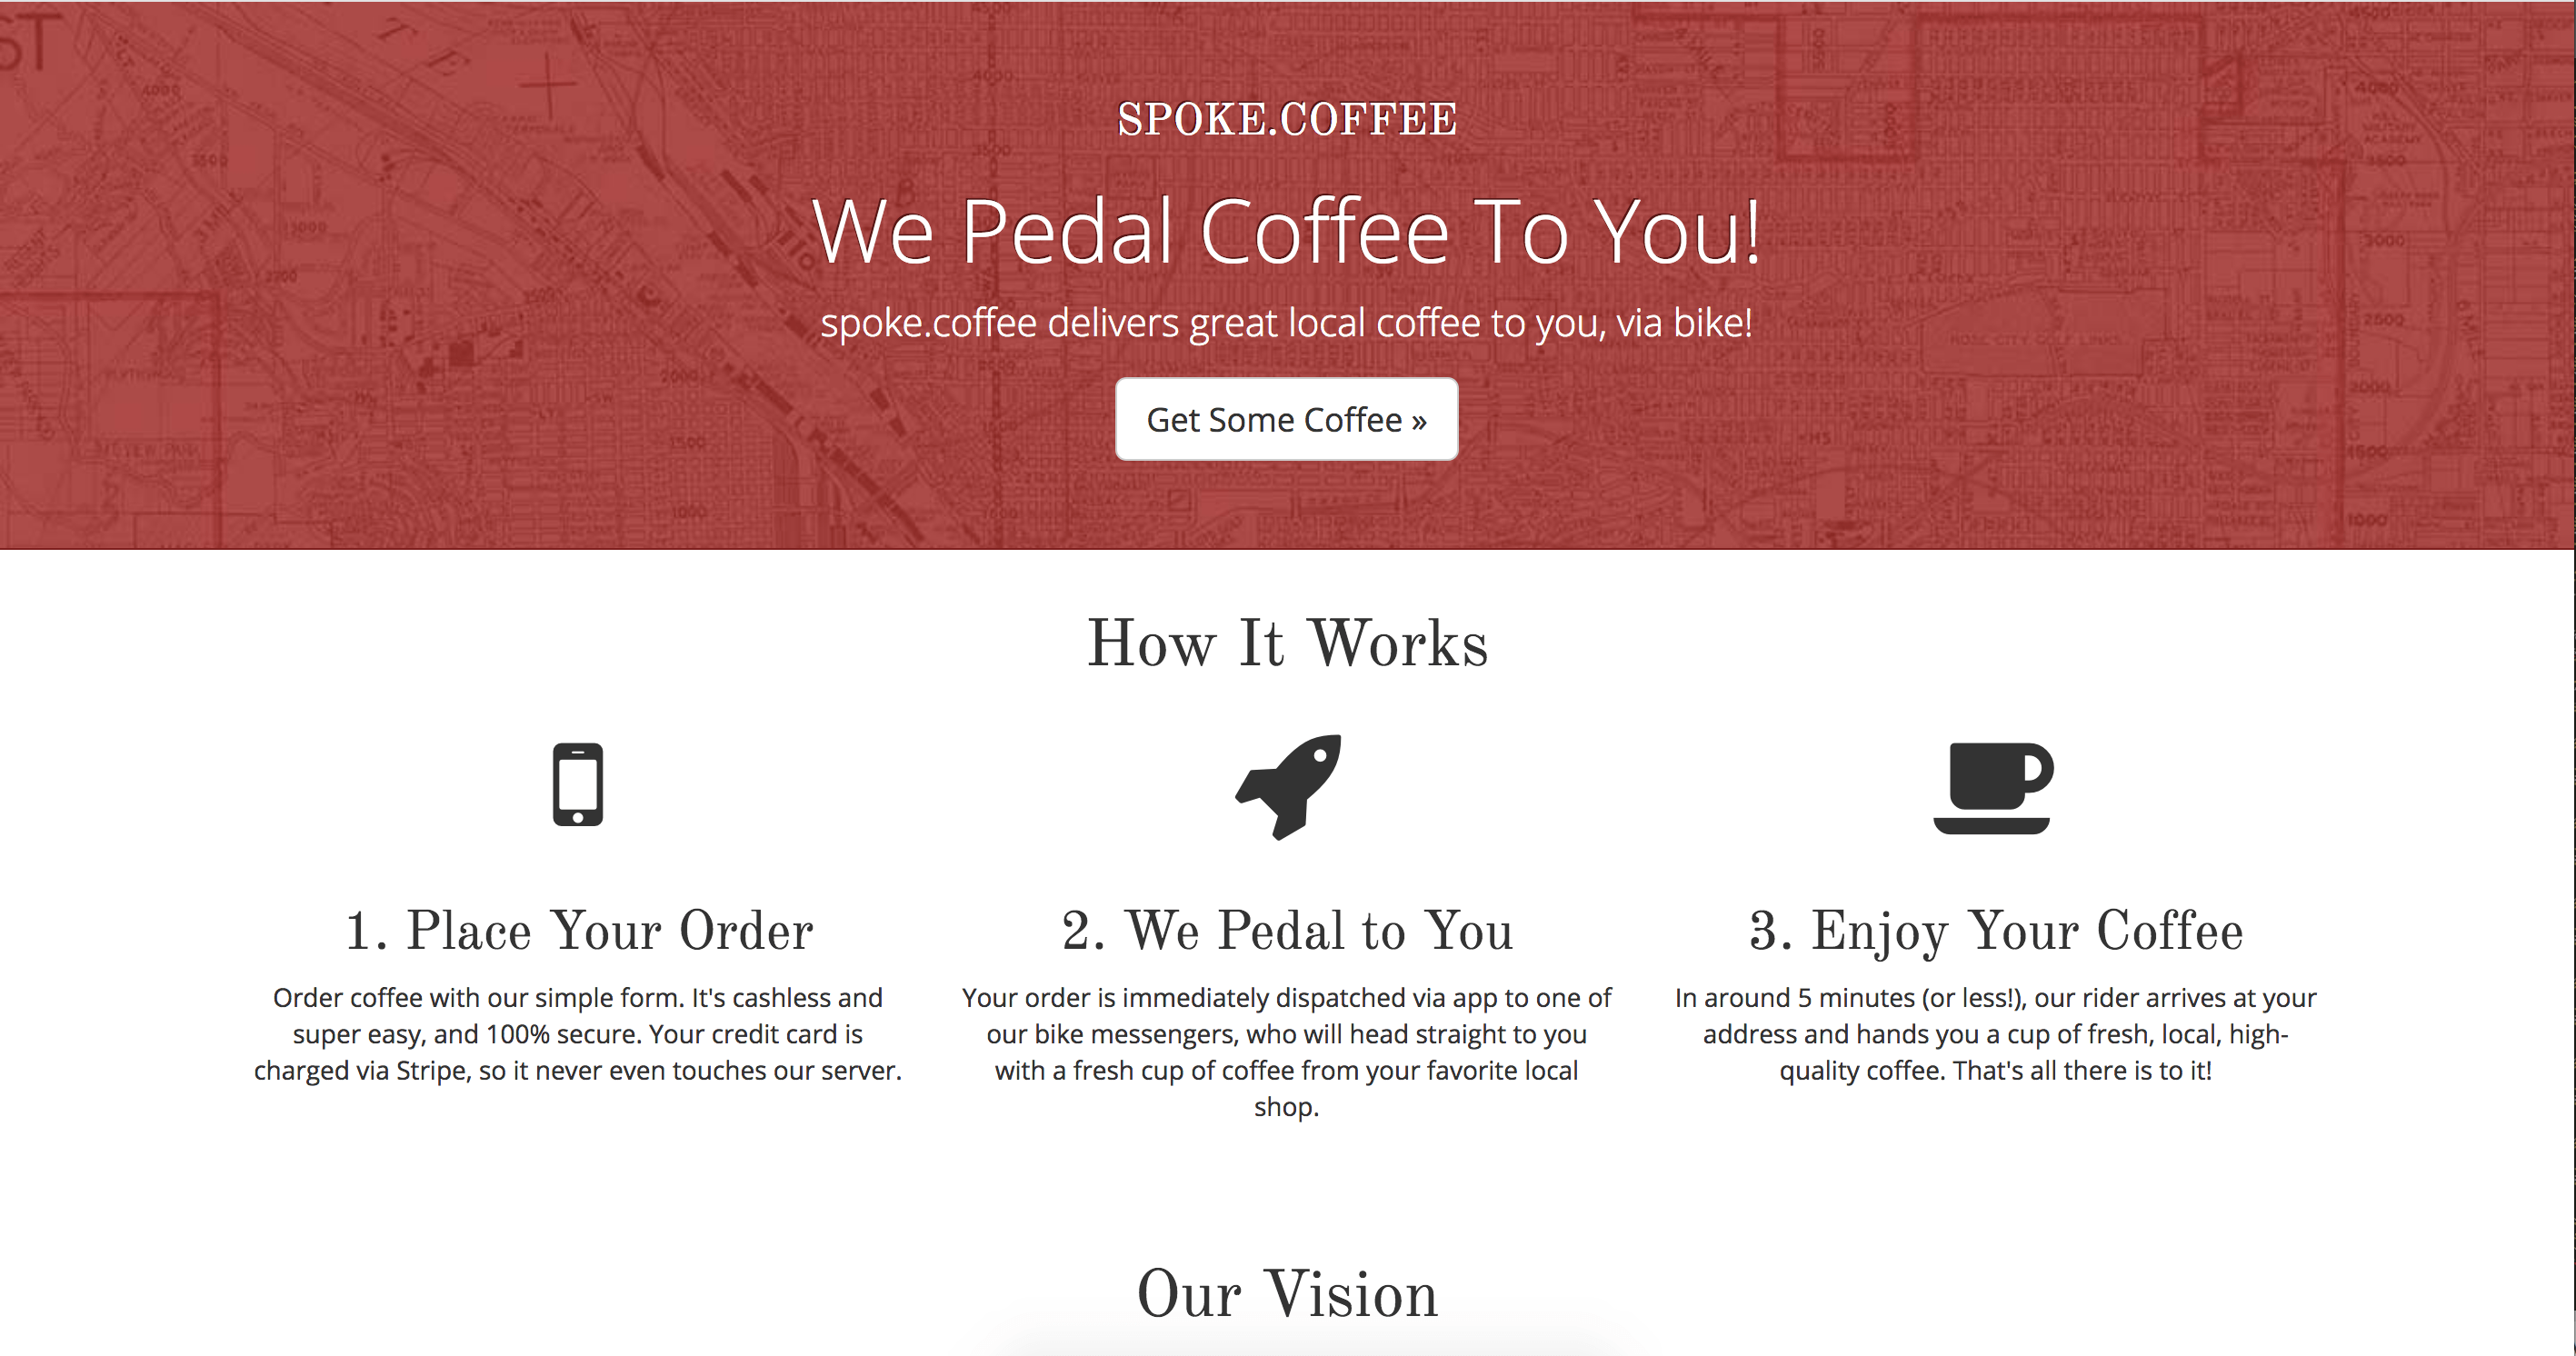 ST
SPOKE.COFFEE
We Pedal Coffee To You!
spoke.coffee delivers great local coffee to you, via bike!
Get Some Coffee »
How It Works
1. Place Your Order
Order coffee with our simple form. It's cashless and
super easy, and 100% secure. Your credit card is
charged via Stripe, so it never even touches our server.
2. We Pedal to You
Your order is immediately dispatched via app to one of
our bike messengers, who will head straight to you
with a fresh cup of coffee from your favorite local
shop.
3. Enjoy Your Coffee
In around 5 minutes (or less!), our rider arrives at your
address and hands you a cup of fresh, local, high-
quality coffee. That's all there is to it!
Our Vision